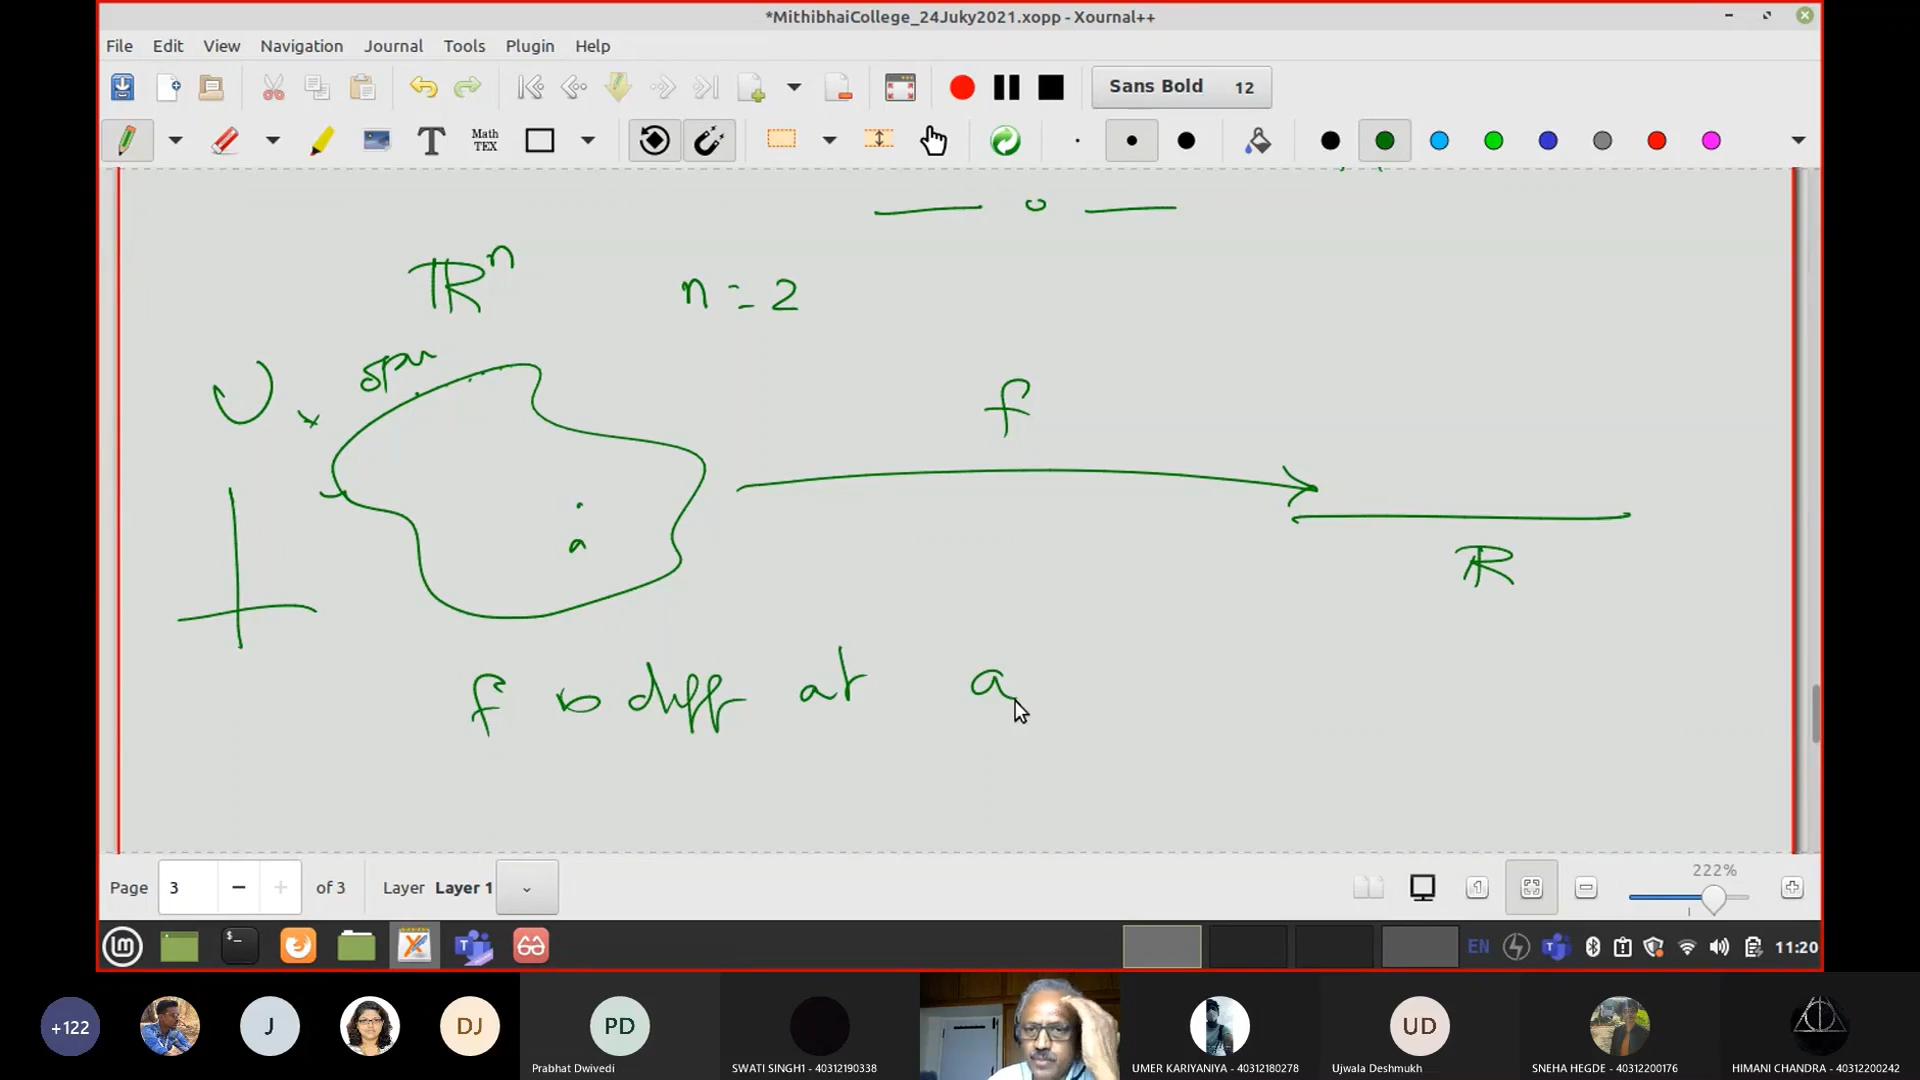 *MithibhaiCollege_24Juky2021.xopp - Xournal++
File Edit View Navigation Journal Tools Plugin Help
Sans Bold 12
T Math TEX
ℝⁿ n = 2
U open
f
a
ℝ
f is diff at a
222%
Page 3 of 3 Layer Layer 1
EN 11:20
+122 J DJ PD UD
Prabhat Dwivedi SWATI SINGH1 - 40312190338 UMER KARIYANIYA - 40312180278 Ujwala Deshmukh SNEHA HEGDE - 40312200176 HIMANI CHANDRA - 40312200242